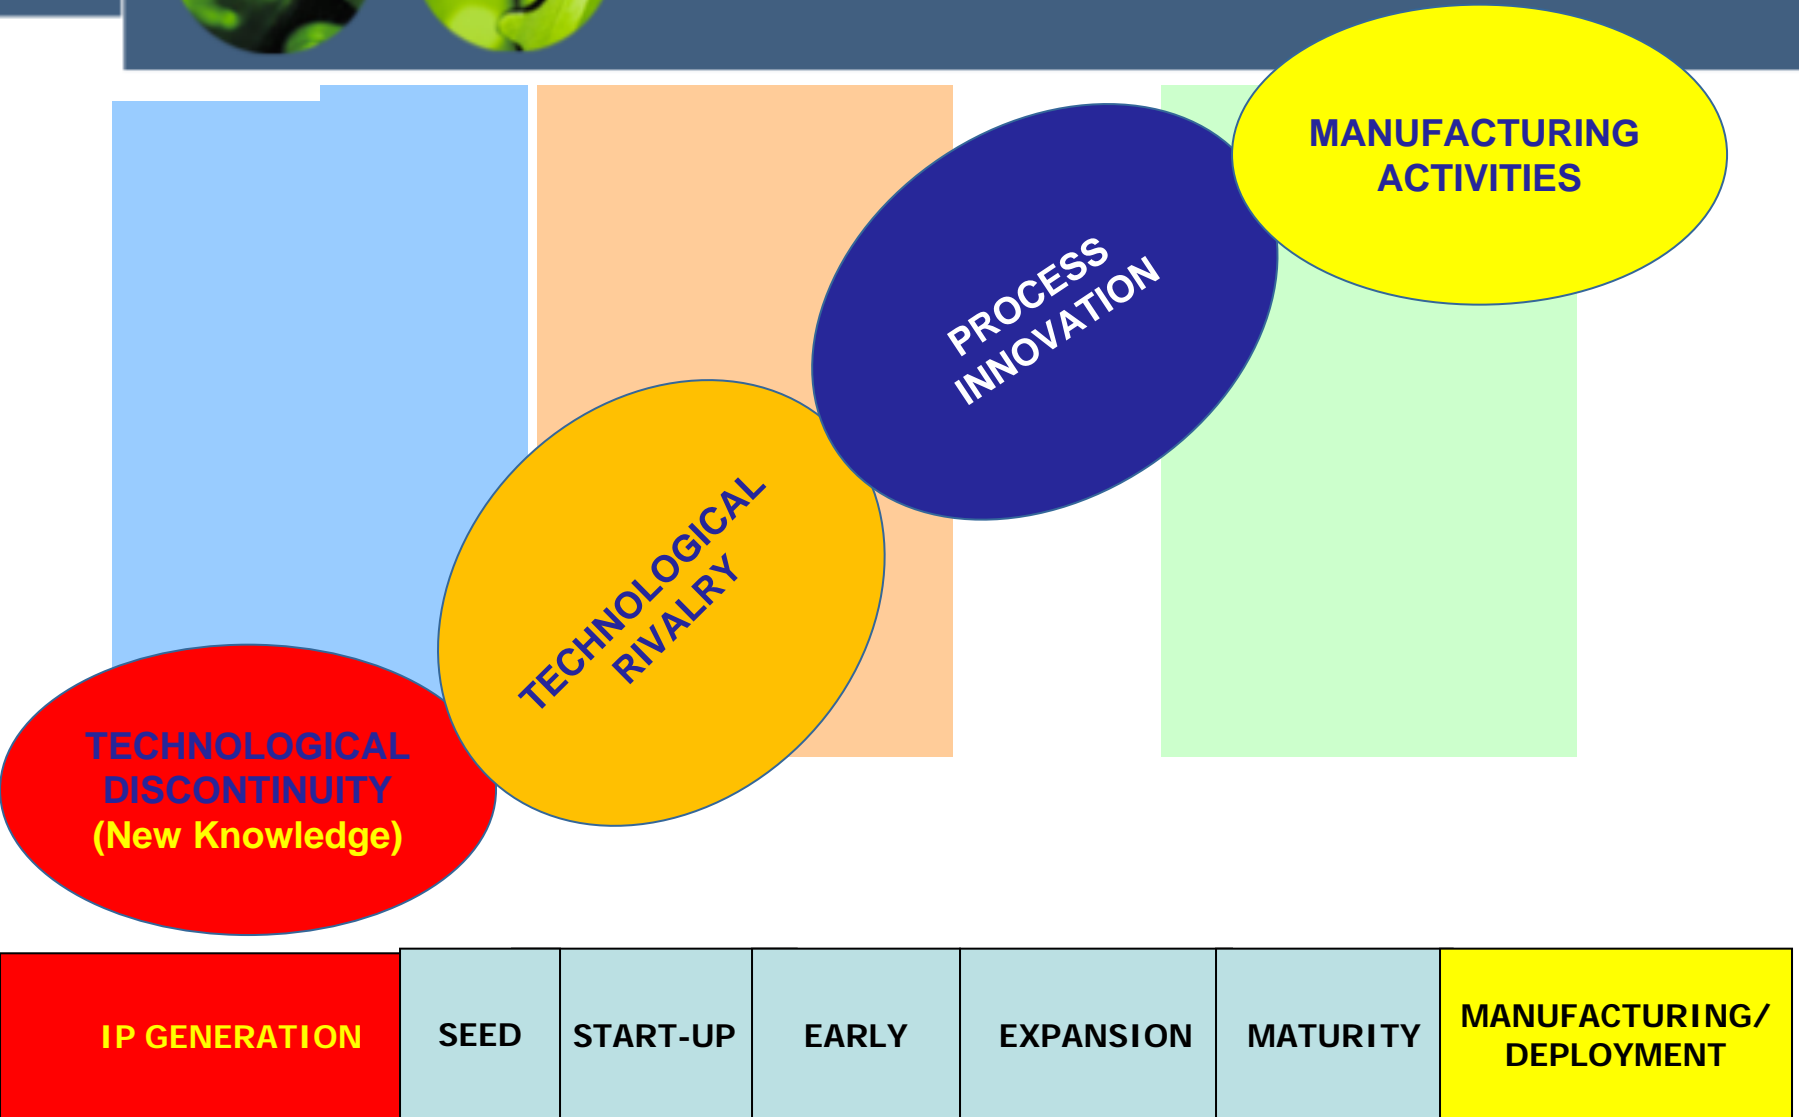 MANUFACTURING
ACTIVITIES
PROCESS
INNOVATION
TECHNOLOGICAL
RIVALRY
TECHNOLOGICAL
DISCONTINUITY
(New Knowledge)
IP GENERATION
SEED
START-UP
EARLY
EXPANSION
MATURITY
MANUFACTURING/
DEPLOYMENT